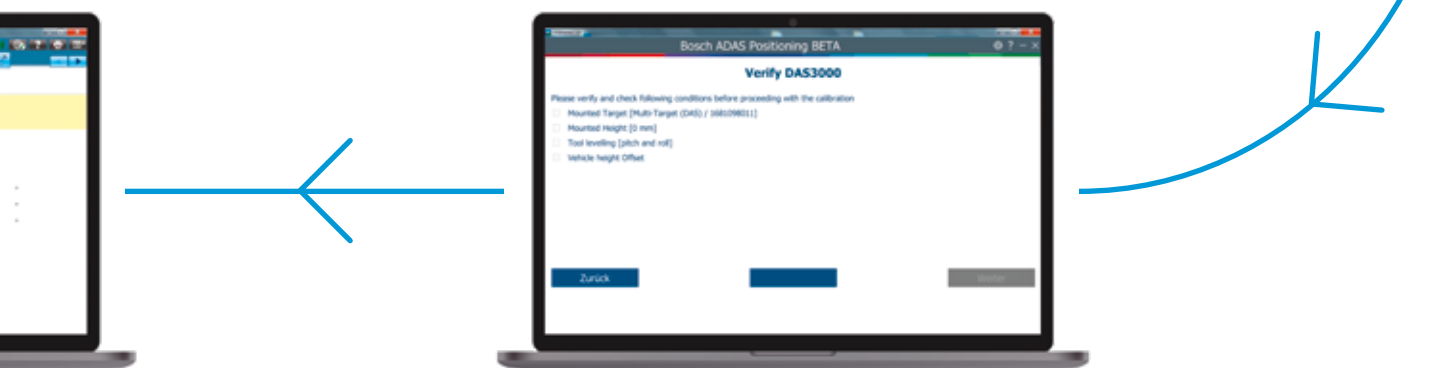 Bosch ADAS Positioning BETA
Verify DAS3000
Please verify and check following conditions before proceeding with the calibration
Mounted Target [Multi-Target (DAS) / 1681098011]
Mounted Height [0 mm]
Tool levelling [pitch and roll]
Vehicle height Offset
Zurück
Weiter